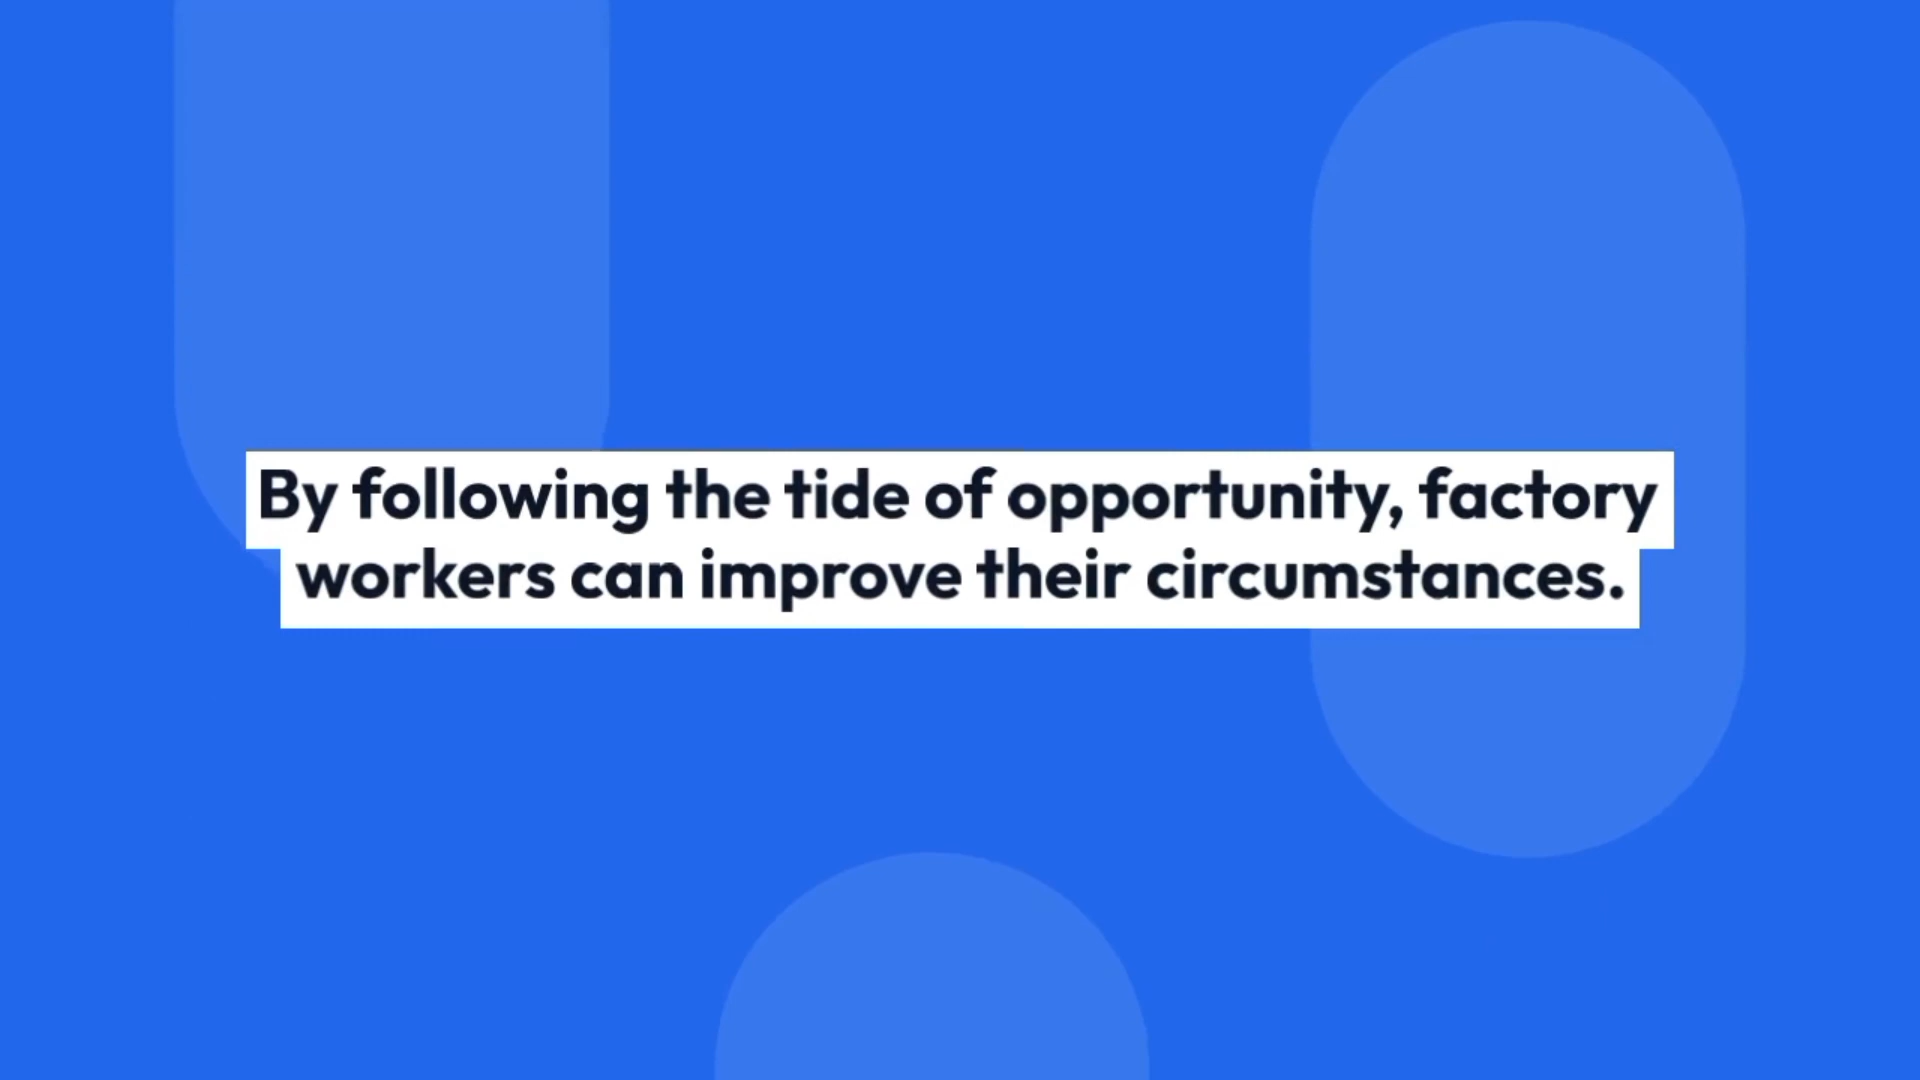 By following the tide of opportunity, factory
workers can improve their circumstances.